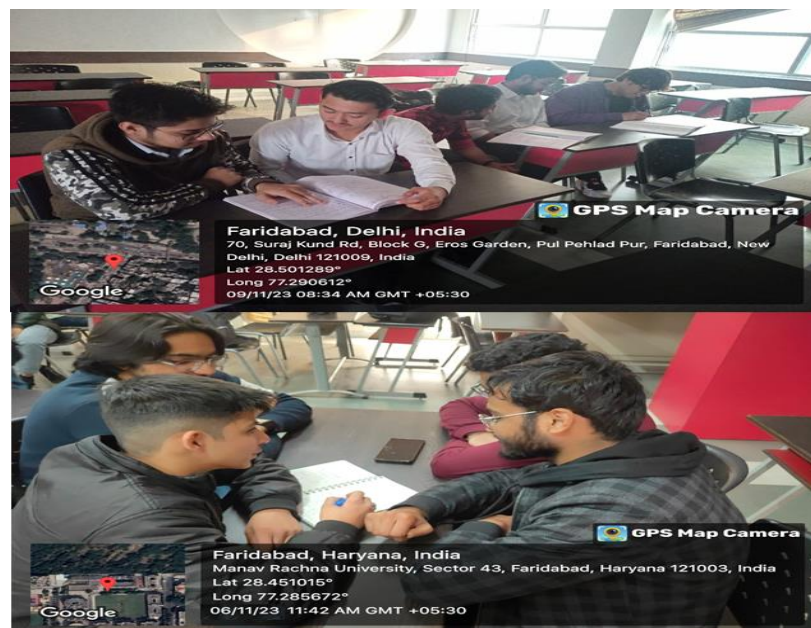 GPS Map Camera
Faridabad, Delhi, India
70, Suraj Kund Rd, Block G, Eros Garden, Pul Pehlad Pur, Faridabad, New
Delhi, Delhi 121009, India
Lat 28.501289°
Long 77.290612°
09/11/23 08:34 AM GMT +05:30
Google
GPS Map Camera
Faridabad, Haryana, India
Manav Rachna University, Sector 43, Faridabad, Haryana 121003, India
Lat 28.451015°
Long 77.285672°
06/11/23 11:42 AM GMT +05:30
Google